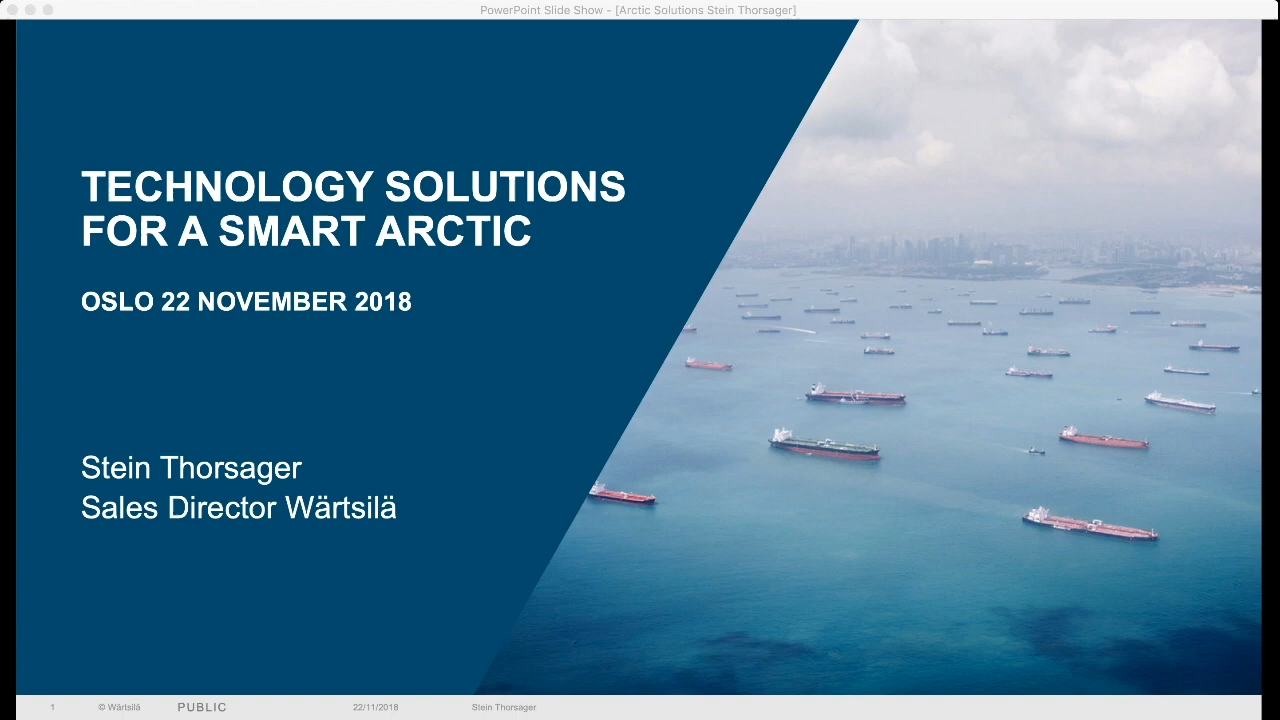 PowerPoint Slide Show - [Arctic Solutions Stein Thorsager]
TECHNOLOGY SOLUTIONS
FOR A SMART ARCTIC
OSLO 22 NOVEMBER 2018
Stein Thorsager
Sales Director Wärtsilä
1 © Wärtsilä PUBLIC 22/11/2018 Stein Thorsager